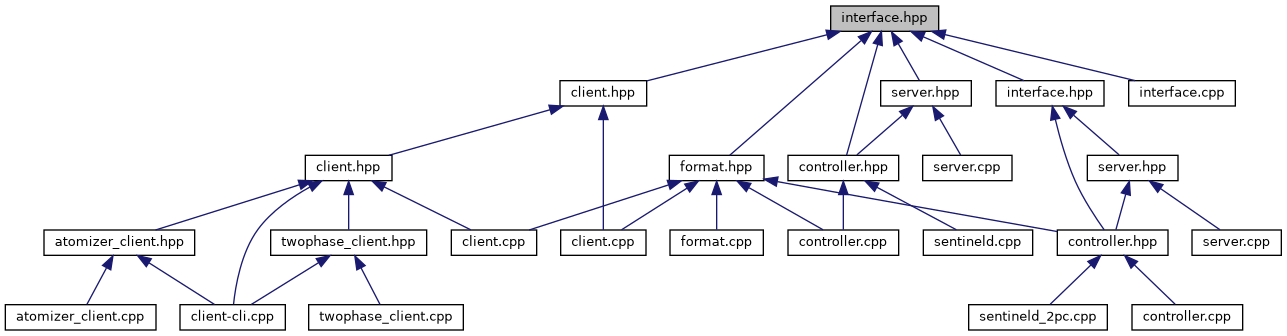 interface.hpp
client.hpp
server.hpp
interface.hpp
interface.cpp
client.hpp
format.hpp
controller.hpp
server.cpp
server.hpp
atomizer_client.hpp
twophase_client.hpp
client.cpp
client.cpp
format.cpp
controller.cpp
sentineld.cpp
controller.hpp
server.cpp
atomizer_client.cpp
client-cli.cpp
twophase_client.cpp
sentineld_2pc.cpp
controller.cpp